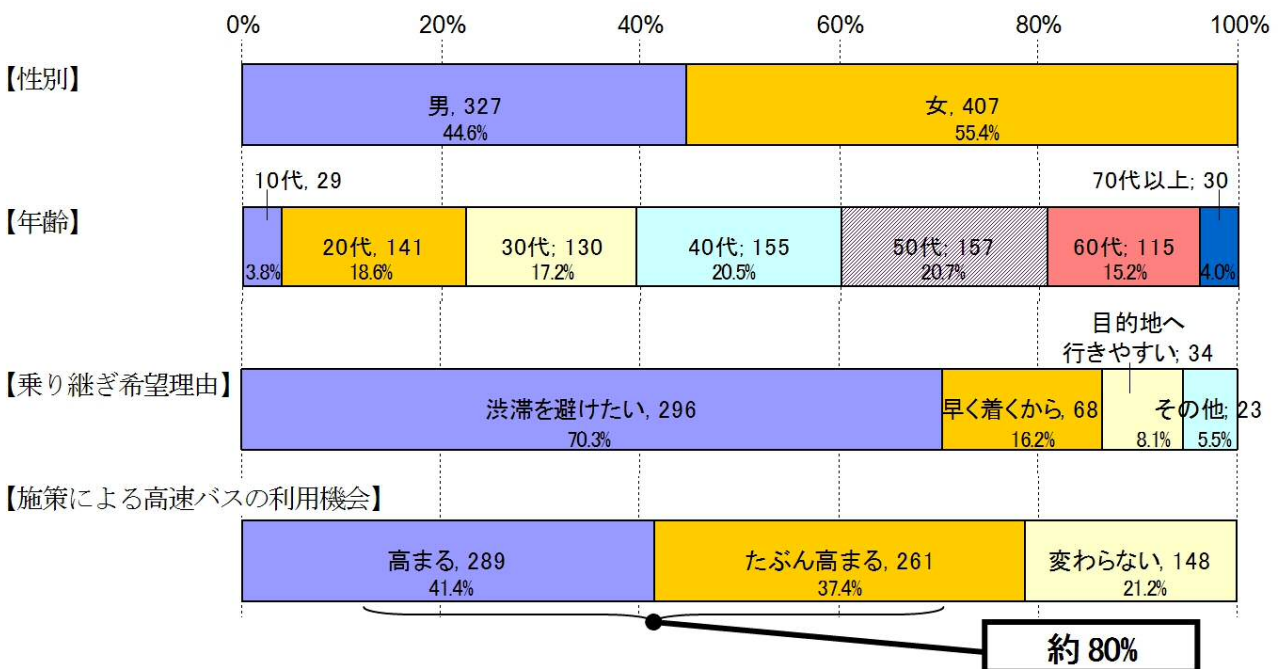 0% 20% 40% 60% 80% 100%
【性別】
男, 327
44.6%
女, 407
55.4%
【年齢】
10代, 29
3.8%
20代, 141
18.6%
30代; 130
17.2%
40代; 155
20.5%
50代; 157
20.7%
60代; 115
15.2%
70代以上; 30
4.0%
【乗り継ぎ希望理由】
渋滞を避けたい, 296
70.3%
早く着くから, 68
16.2%
目的地へ
行きやすい; 34
8.1%
その他; 23
5.5%
【施策による高速バスの利用機会】
高まる, 289
41.4%
たぶん高まる, 261
37.4%
変わらない, 148
21.2%
約80%